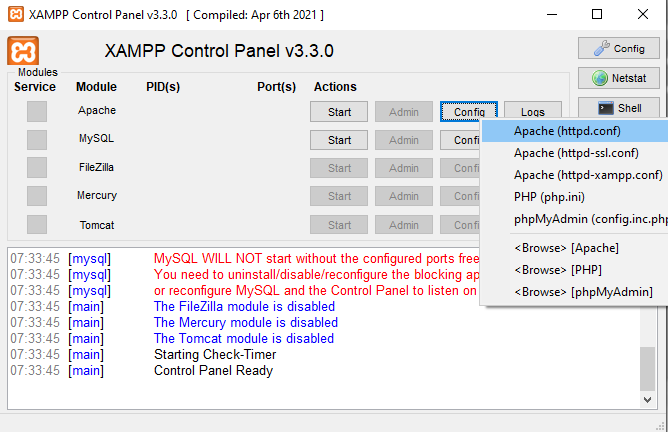 XAMPP Control Panel v3.3.0 [ Compiled: Apr 6th 2021 ]
XAMPP Control Panel v3.3.0
Config
Netstat
Shell
Modules
Service Module PID(s) Port(s) Actions
Apache Start Admin Config Logs
MySQL Start Admin
FileZilla Start Admin
Mercury Start Admin
Tomcat Start Admin
Apache (httpd.conf)
Apache (httpd-ssl.conf)
Apache (httpd-xampp.conf)
PHP (php.ini)
phpMyAdmin (config.inc.php
<Browse> [Apache]
<Browse> [PHP]
<Browse> [phpMyAdmin]
07:33:45 [mysql] MySQL WILL NOT start without the configured ports free
07:33:45 [mysql] You need to uninstall/disable/reconfigure the blocking
07:33:45 [mysql] or reconfigure MySQL and the Control Panel to listen on
07:33:45 [main] The FileZilla module is disabled
07:33:45 [main] The Mercury module is disabled
07:33:45 [main] The Tomcat module is disabled
07:33:45 [main] Starting Check-Timer
07:33:45 [main] Control Panel Ready